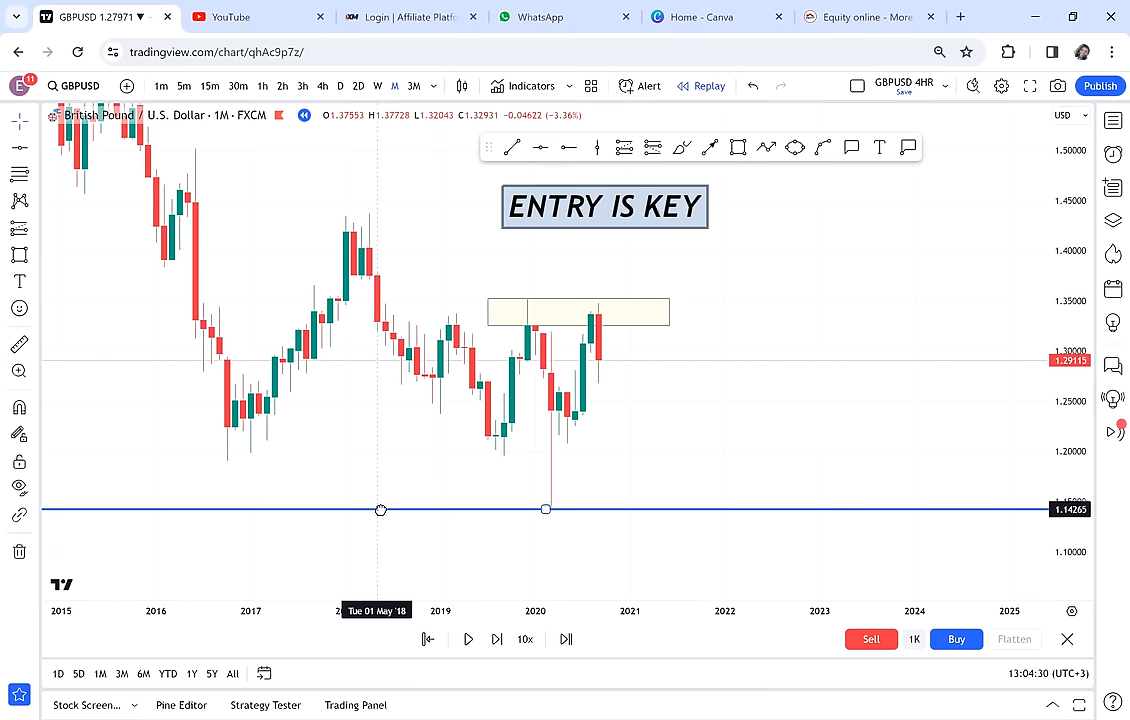 GBPUSD 1.27971 ▼
YouTube
Login | Affiliate Platfo
WhatsApp
Home - Canva
Equity online - More
tradingview.com/chart/qhAc9p7z/
E 11 GBPUSD 1m 5m 15m 30m 1h 2h 3h 4h D 2D W M 3M Indicators Alert Replay GBPUSD 4HR Save Publish
British Pound / U.S. Dollar · 1M · FXCM O1.37553 H1.37728 L1.32043 C1.32931 −0.04622 (−3.36%) USD
ENTRY IS KEY
1.50000
1.45000
1.40000
1.35000
1.30000
1.29115
1.25000
1.20000
1.15000
1.14265
1.10000
2015 2016 2017 Tue 01 May '18 2019 2020 2021 2022 2023 2024 2025
10x Sell 1K Buy Flatten
1D 5D 1M 3M 6M YTD 1Y 5Y All 13:04:30 (UTC+3)
Stock Screen... Pine Editor Strategy Tester Trading Panel